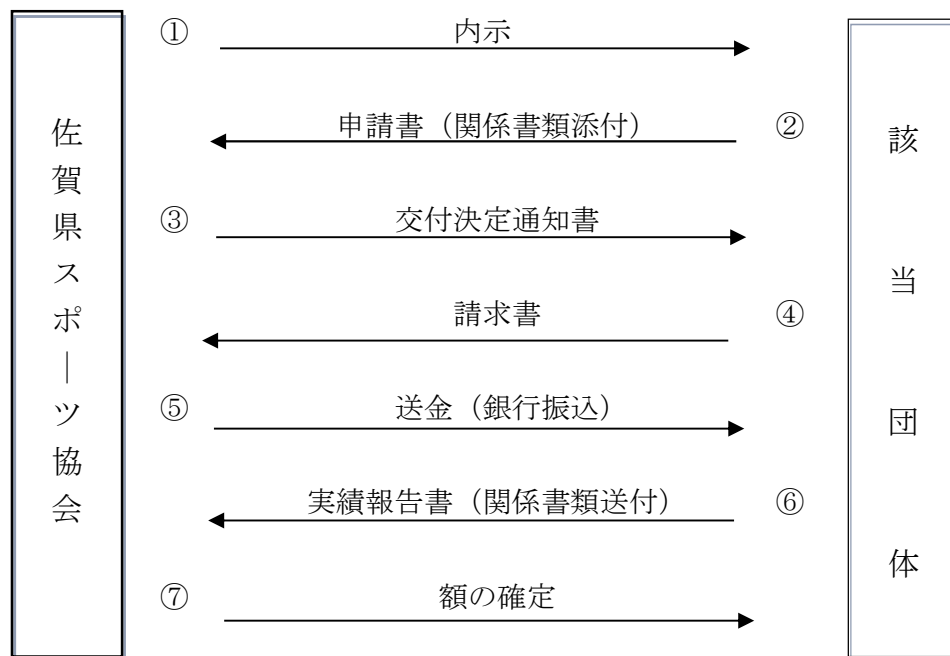 佐賀県スポーツ協会
① 内示
申請書（関係書類添付） ②
③ 交付決定通知書
請求書 ④
⑤ 送金（銀行振込）
実績報告書（関係書類送付） ⑥
⑦ 額の確定
該当団体